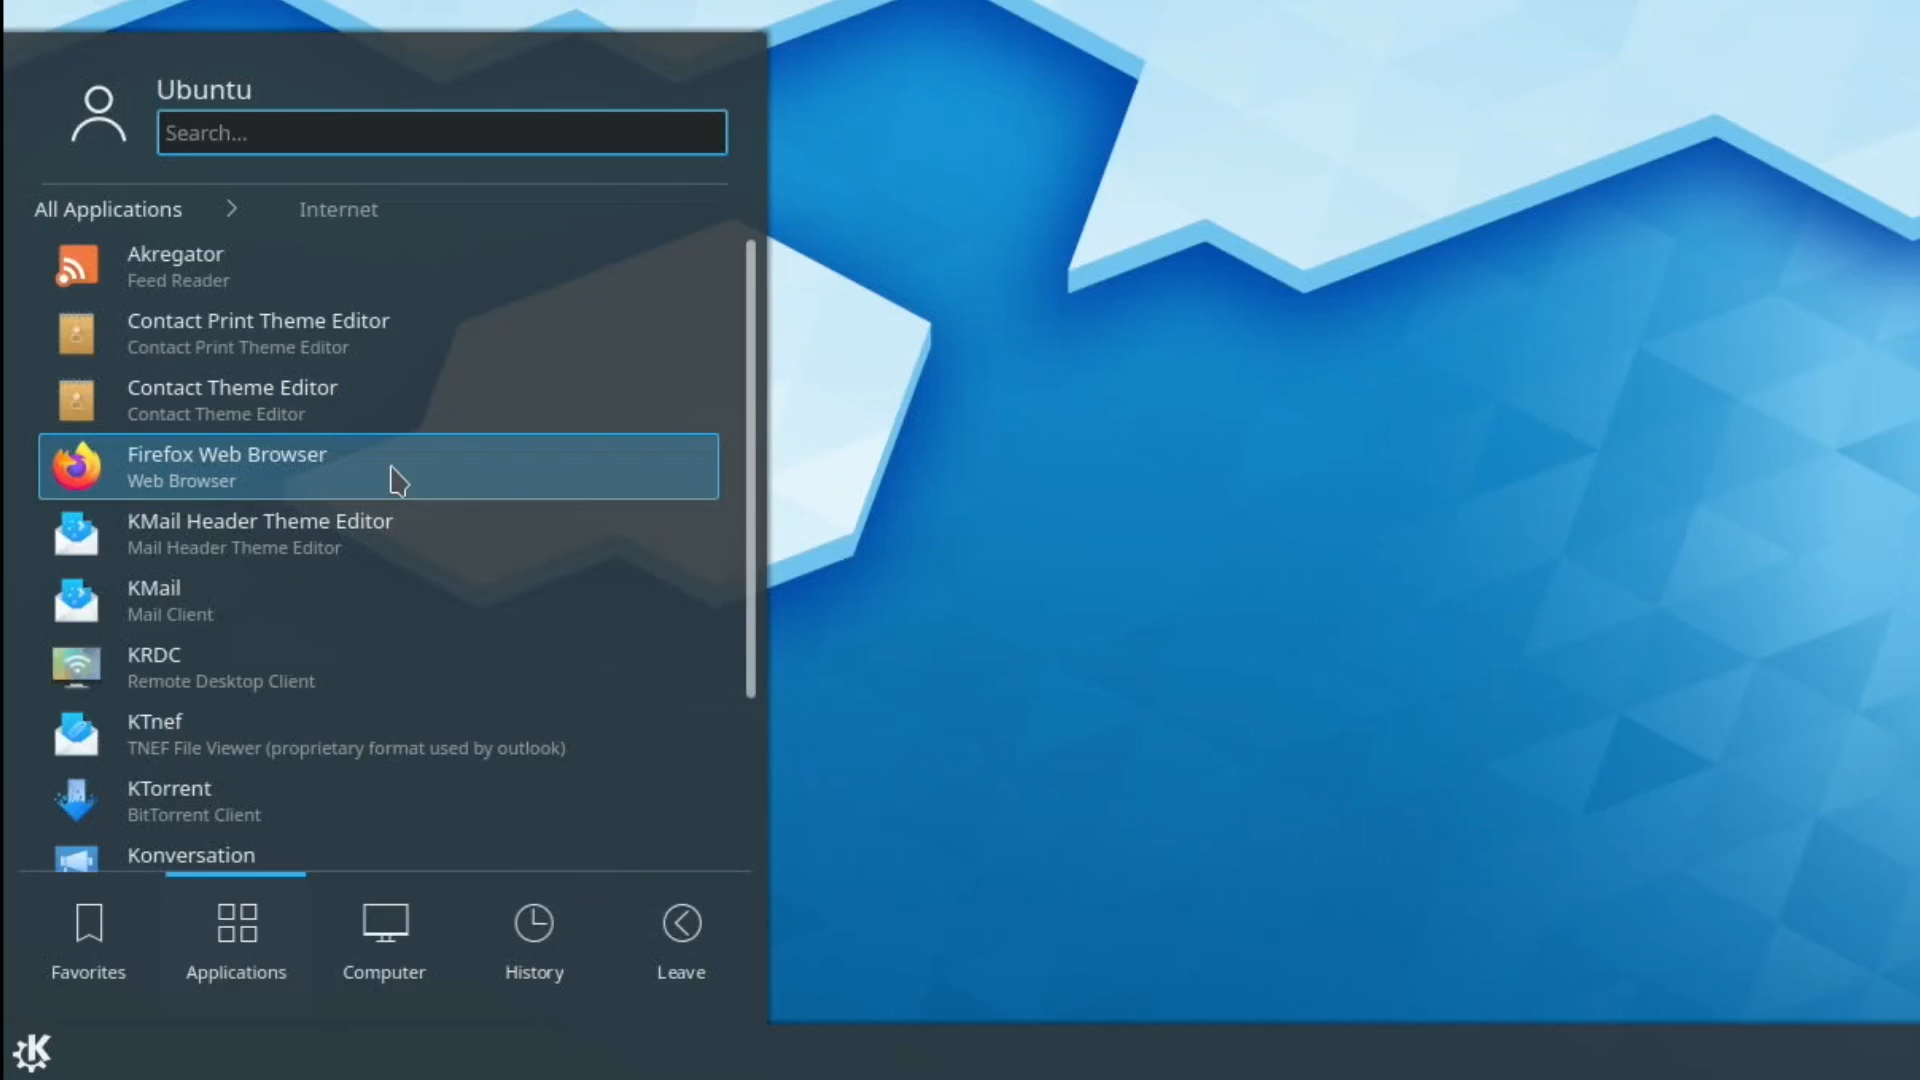 Ubuntu
Search...
All Applications
Internet
Akregator
Feed Reader
Contact Print Theme Editor
Contact Print Theme Editor
Contact Theme Editor
Contact Theme Editor
Firefox Web Browser
Web Browser
KMail Header Theme Editor
Mail Header Theme Editor
KMail
Mail Client
KRDC
Remote Desktop Client
KTnef
TNEF File Viewer (proprietary format used by outlook)
KTorrent
BitTorrent Client
Konversation
Favorites
Applications
Computer
History
Leave